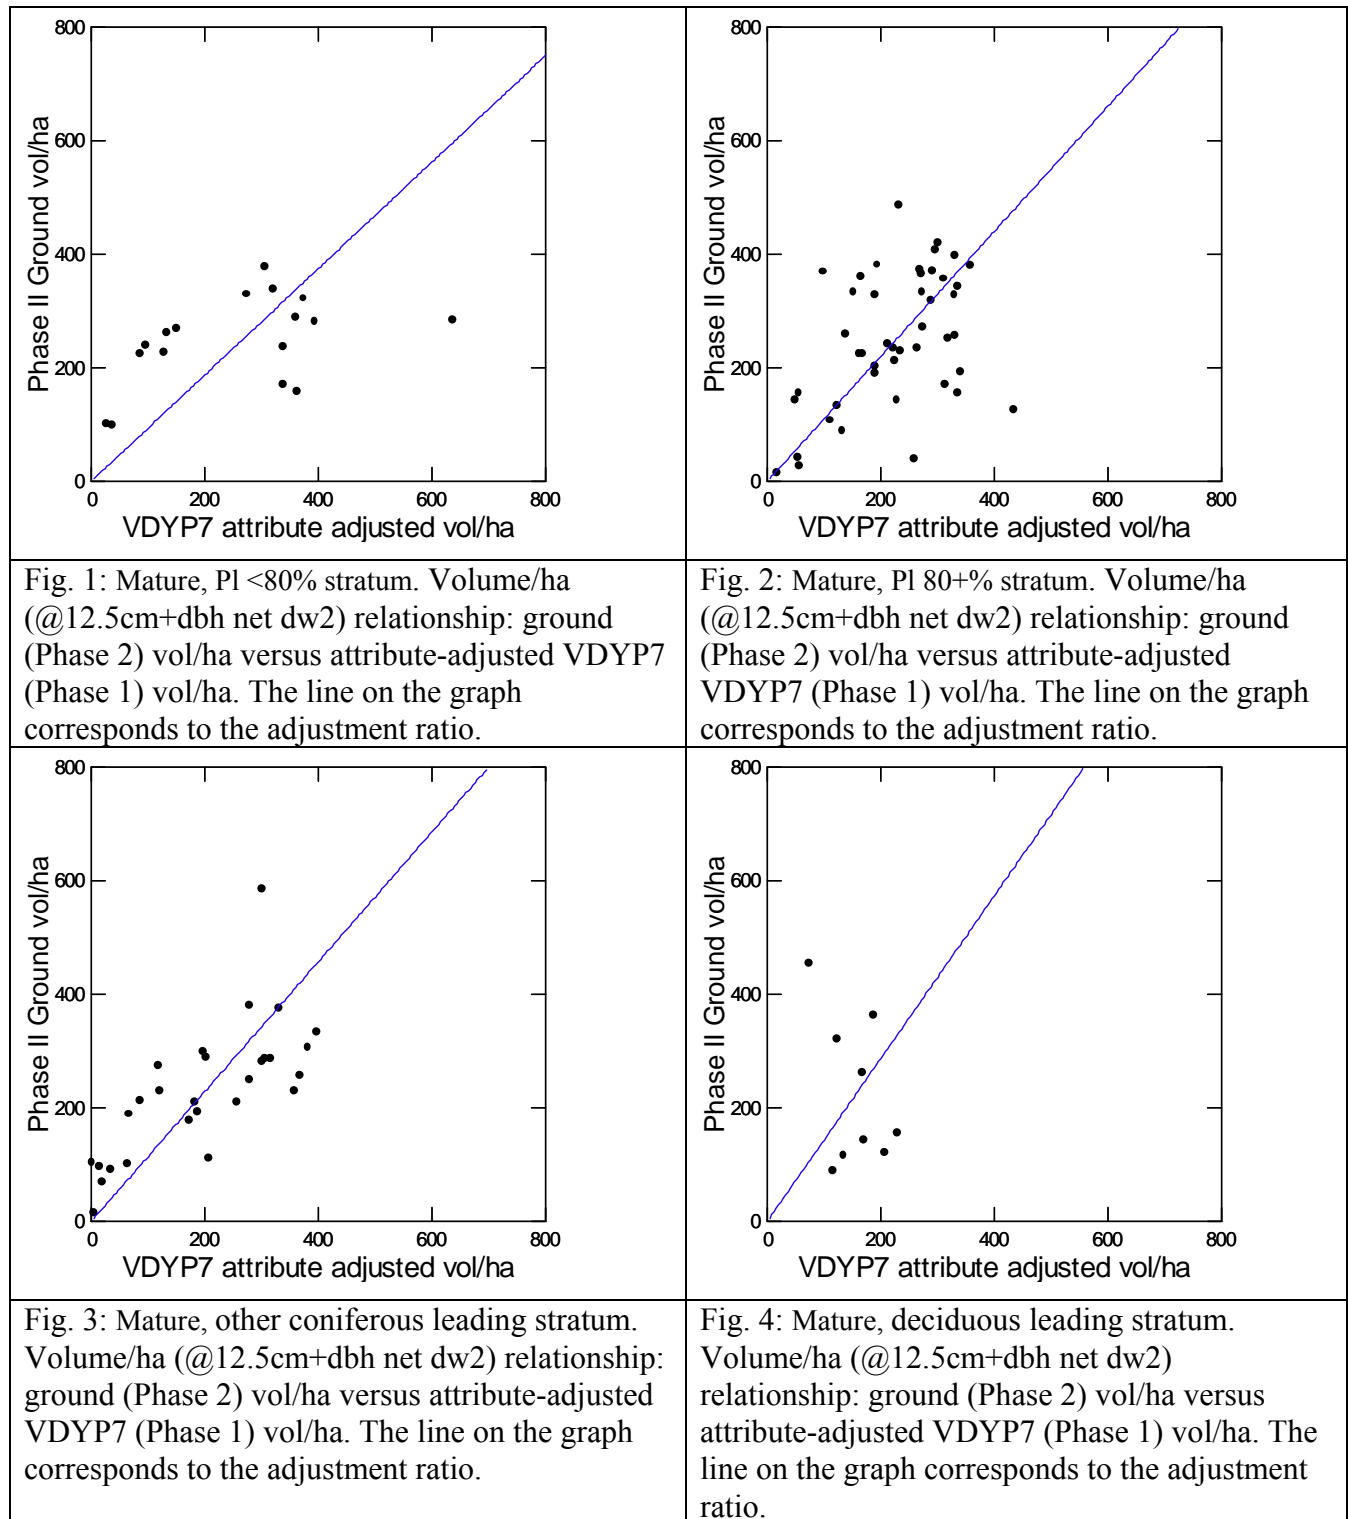 800
600
400
200
0
Phase II Ground vol/ha
0 200 400 600 800
VDYP7 attribute adjusted vol/ha
Fig. 1: Mature, Pl <80% stratum. Volume/ha
(@12.5cm+dbh net dw2) relationship: ground
(Phase 2) vol/ha versus attribute-adjusted VDYP7
(Phase 1) vol/ha. The line on the graph
corresponds to the adjustment ratio.
800
600
400
200
0
Phase II Ground vol/ha
0 200 400 600 800
VDYP7 attribute adjusted vol/ha
Fig. 2: Mature, Pl 80+% stratum. Volume/ha
(@12.5cm+dbh net dw2) relationship: ground
(Phase 2) vol/ha versus attribute-adjusted
VDYP7 (Phase 1) vol/ha. The line on the graph
corresponds to the adjustment ratio.
800
600
400
200
0
Phase II Ground vol/ha
0 200 400 600 800
VDYP7 attribute adjusted vol/ha
Fig. 3: Mature, other coniferous leading stratum.
Volume/ha (@12.5cm+dbh net dw2) relationship:
ground (Phase 2) vol/ha versus attribute-adjusted
VDYP7 (Phase 1) vol/ha. The line on the graph
corresponds to the adjustment ratio.
800
600
400
200
0
Phase II Ground vol/ha
0 200 400 600 800
VDYP7 attribute adjusted vol/ha
Fig. 4: Mature, deciduous leading stratum.
Volume/ha (@12.5cm+dbh net dw2)
relationship: ground (Phase 2) vol/ha versus
attribute-adjusted VDYP7 (Phase 1) vol/ha. The
line on the graph corresponds to the adjustment
ratio.